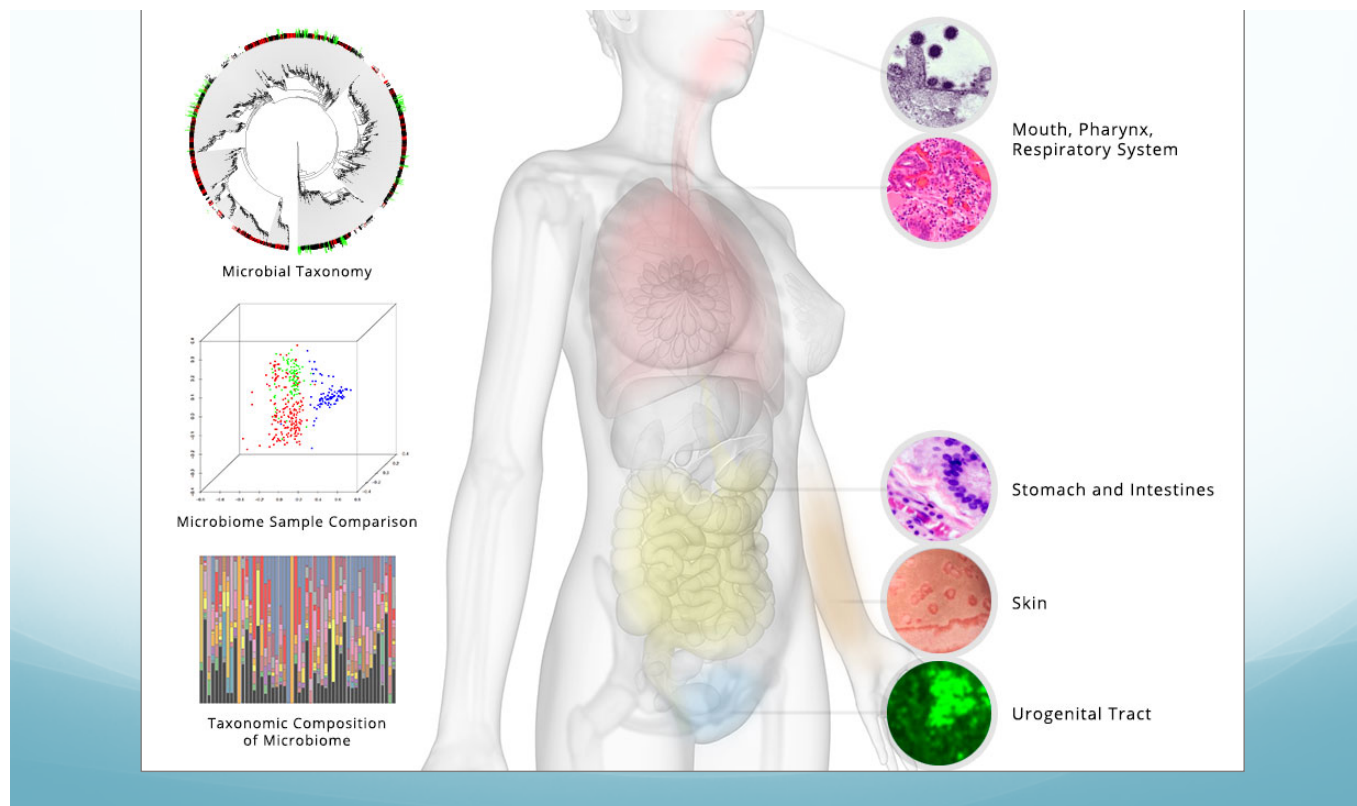 Microbial Taxonomy
Microbiome Sample Comparison
Taxonomic Composition
of Microbiome
Mouth, Pharynx,
Respiratory System
Stomach and Intestines
Skin
Urogenital Tract